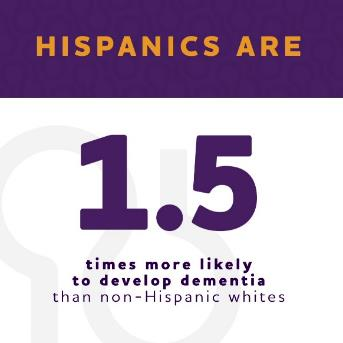 HISPANICS ARE
1.5
times more likely
to develop dementia
than non-Hispanic whites